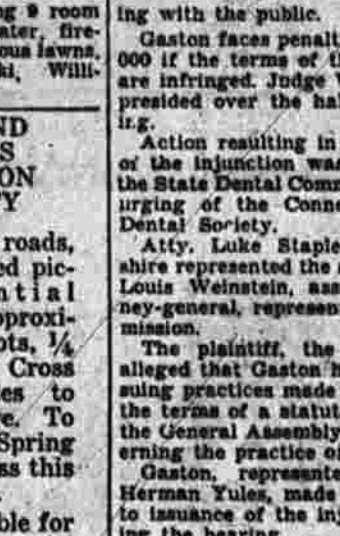 g 9 room
ater, fire-
ous lawns.
ki, Willi-
ND
S
ON
Y
roads,
ed pic-
ntial
pproxi-
ots, ¼
Cross
es to
e. To
Spring
ss this
ble for
ing with the public.
Gaston faces penalt
000 if the terms of t
are infringed. Judge
presided over the ha
ir.g.
Action resulting in
of the injunction wa
the State Dental Com
urging of the Conne
Dental Society.
Atty. Luke Staple
shire represented the
Louis Weinstein, ass
ney-general, represen
mission.
The plaintiff, the
alleged that Gaston h
suing practices made
the terms of a statut
the General Assembly
erning the practice of
Gaston, represente
Herman Yules, made
to issuance of the inj
ing the hearing.